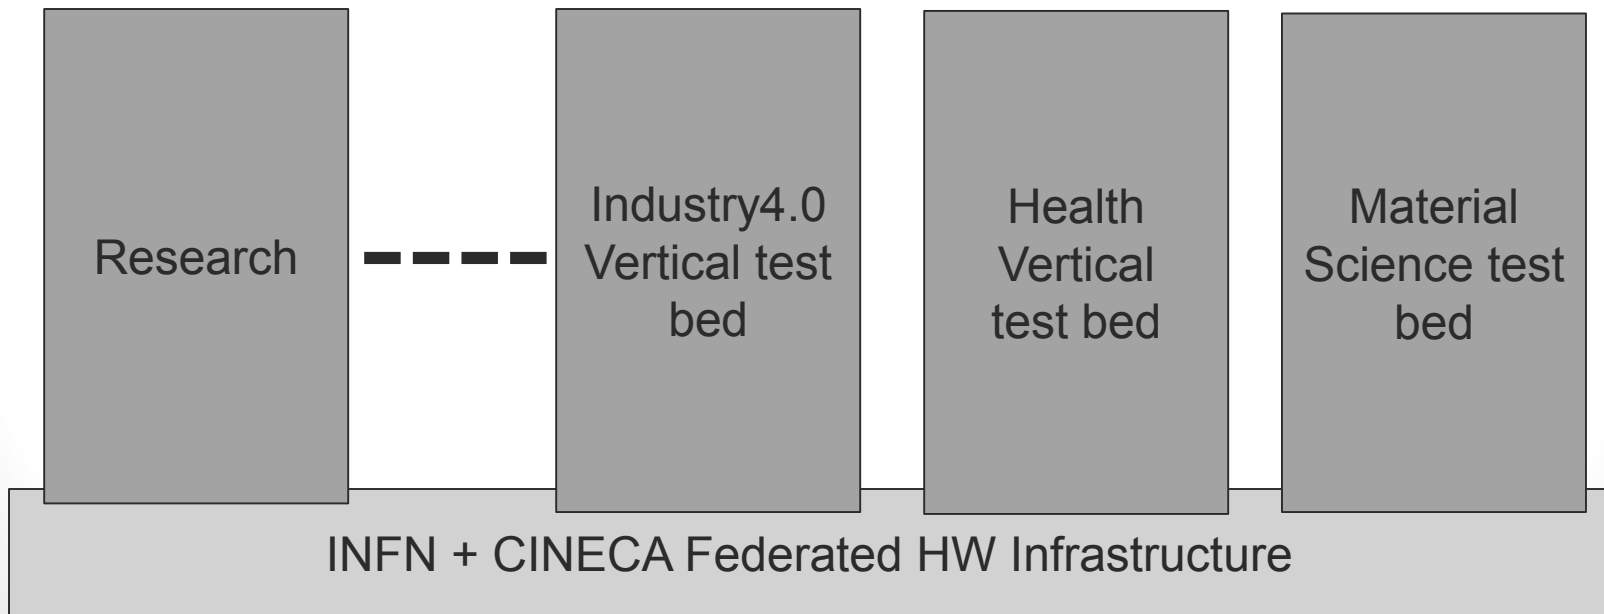 Research
Industry4.0
Vertical test
bed
Health
Vertical
test bed
Material
Science test
bed
INFN + CINECA Federated HW Infrastructure